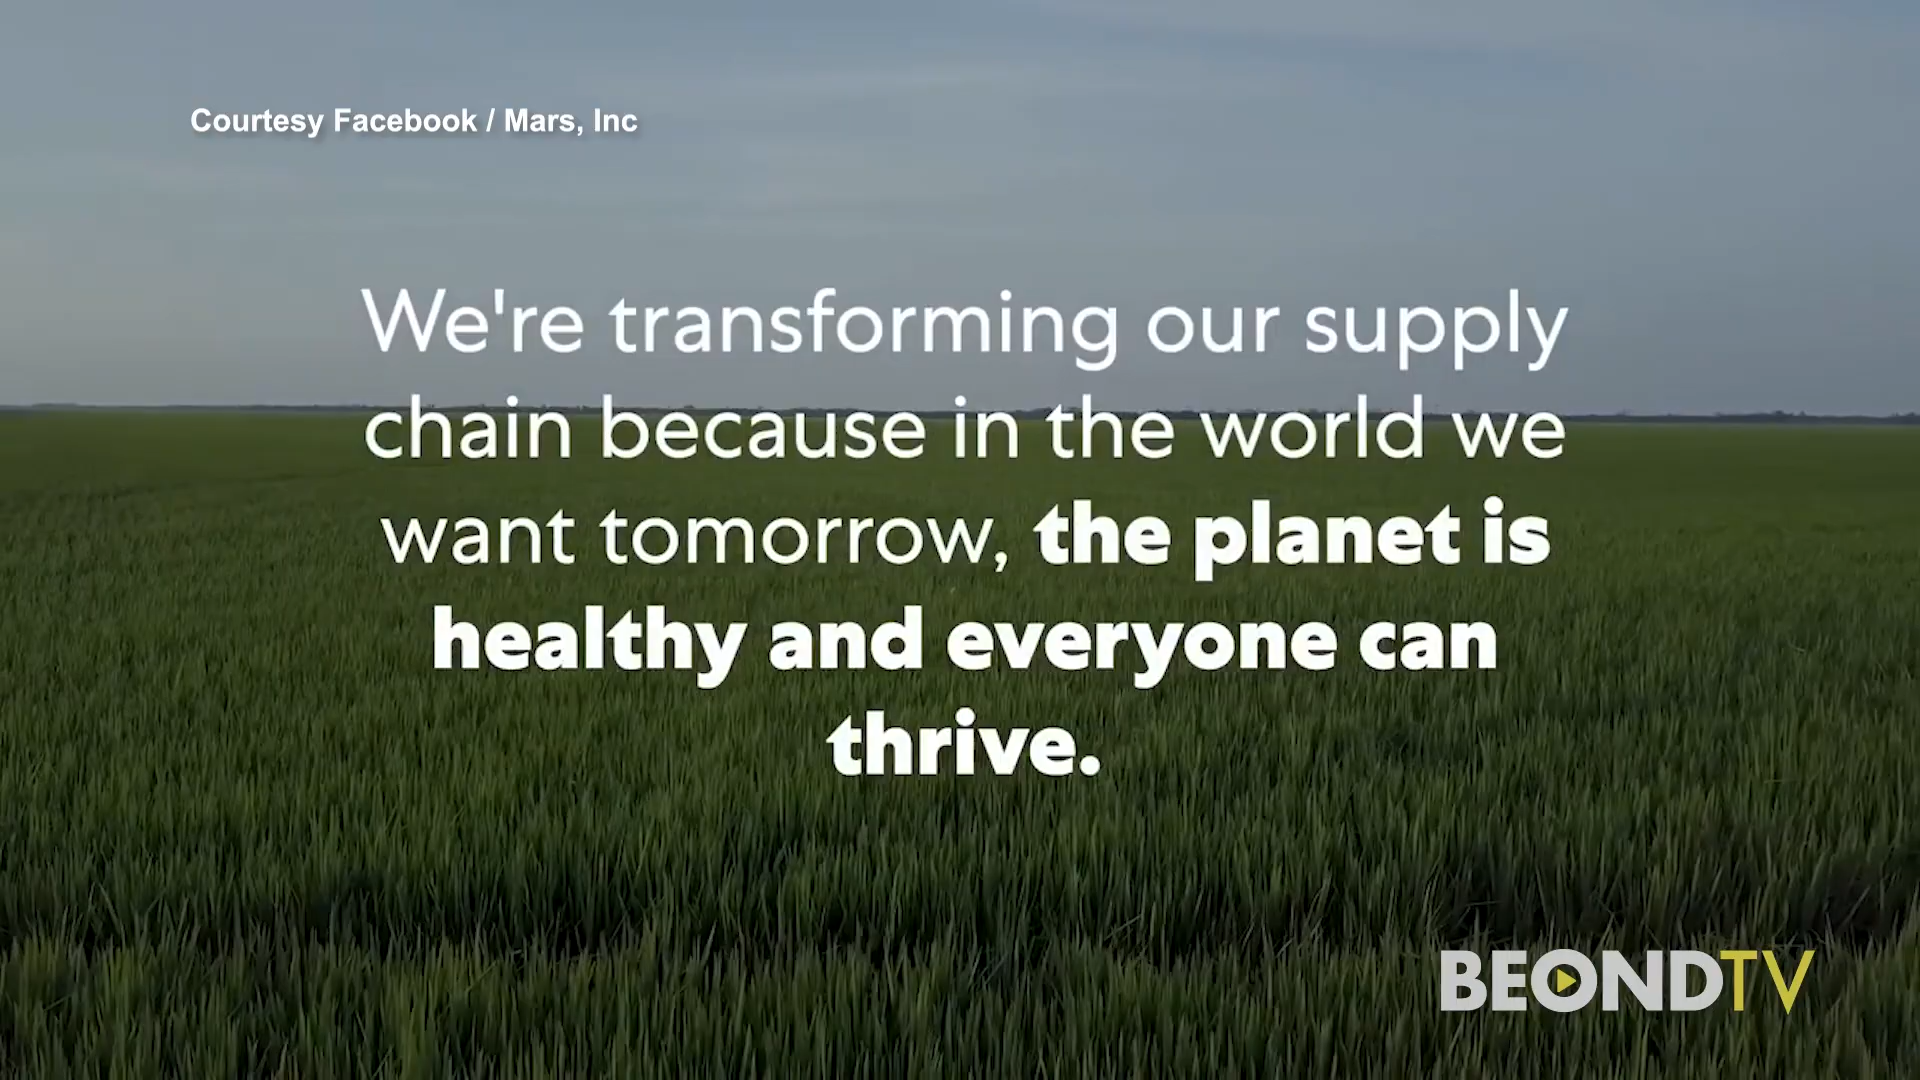 Courtesy Facebook / Mars, Inc
We're transforming our supply
chain because in the world we
want tomorrow, the planet is
healthy and everyone can
thrive.
BEONDTV